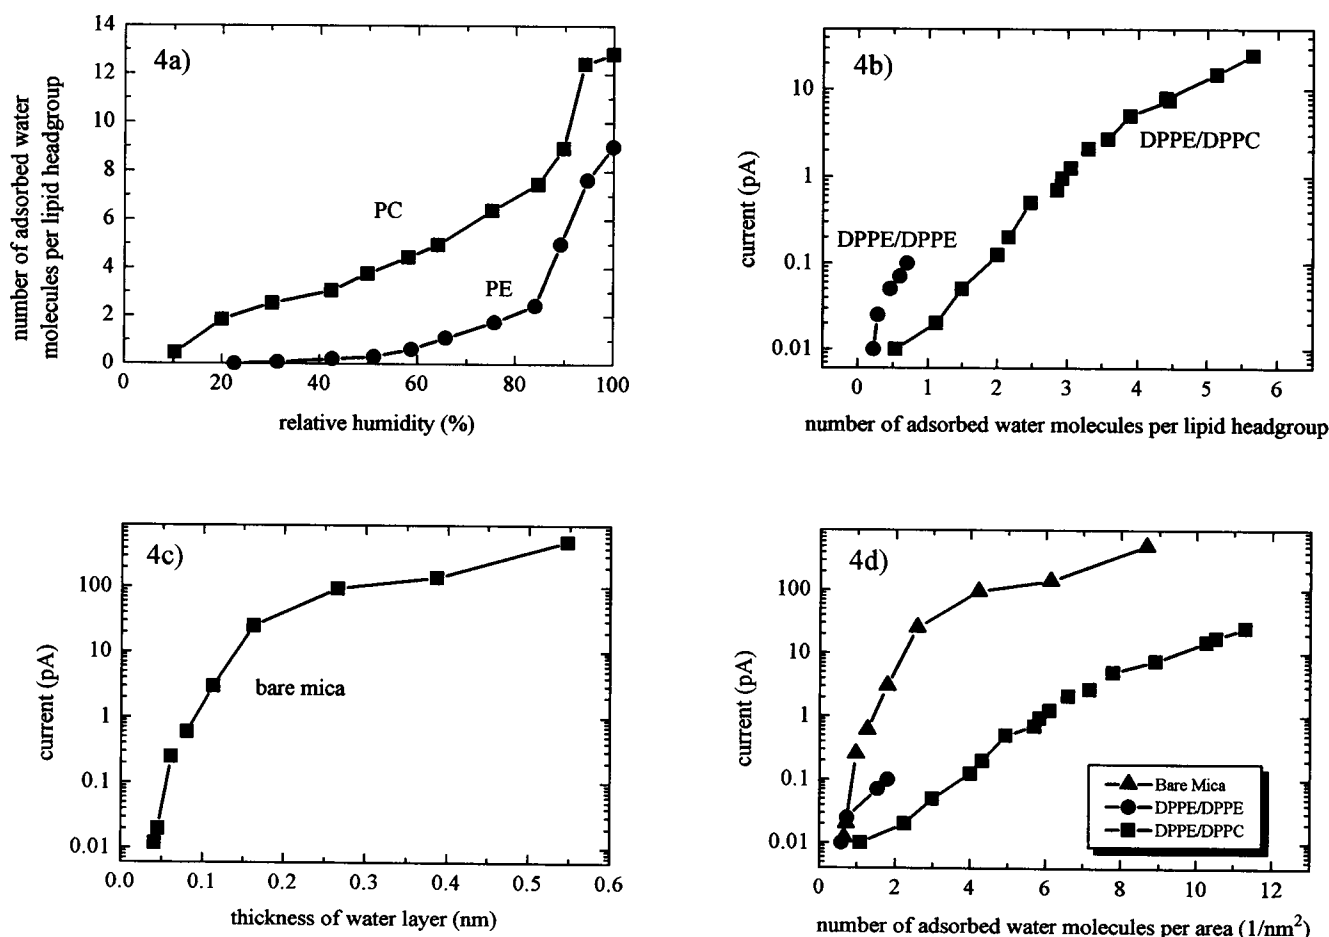 4a)
number of adsorbed water
molecules per lipid headgroup
14
12
10
8
6
4
2
0
PC
PE
0 20 40 60 80 100
relative humidity (%)
4b)
current (pA)
10
1
0.1
0.01
DPPE/DPPC
DPPE/DPPE
0 1 2 3 4 5 6
number of adsorbed water molecules per lipid headgroup
4c)
current (pA)
100
10
1
0.1
0.01
bare mica
0.0 0.1 0.2 0.3 0.4 0.5 0.6
thickness of water layer (nm)
4d)
current (pA)
100
10
1
0.1
0.01
Bare Mica
DPPE/DPPE
DPPE/DPPC
0 2 4 6 8 10 12
number of adsorbed water molecules per area (1/nm²)